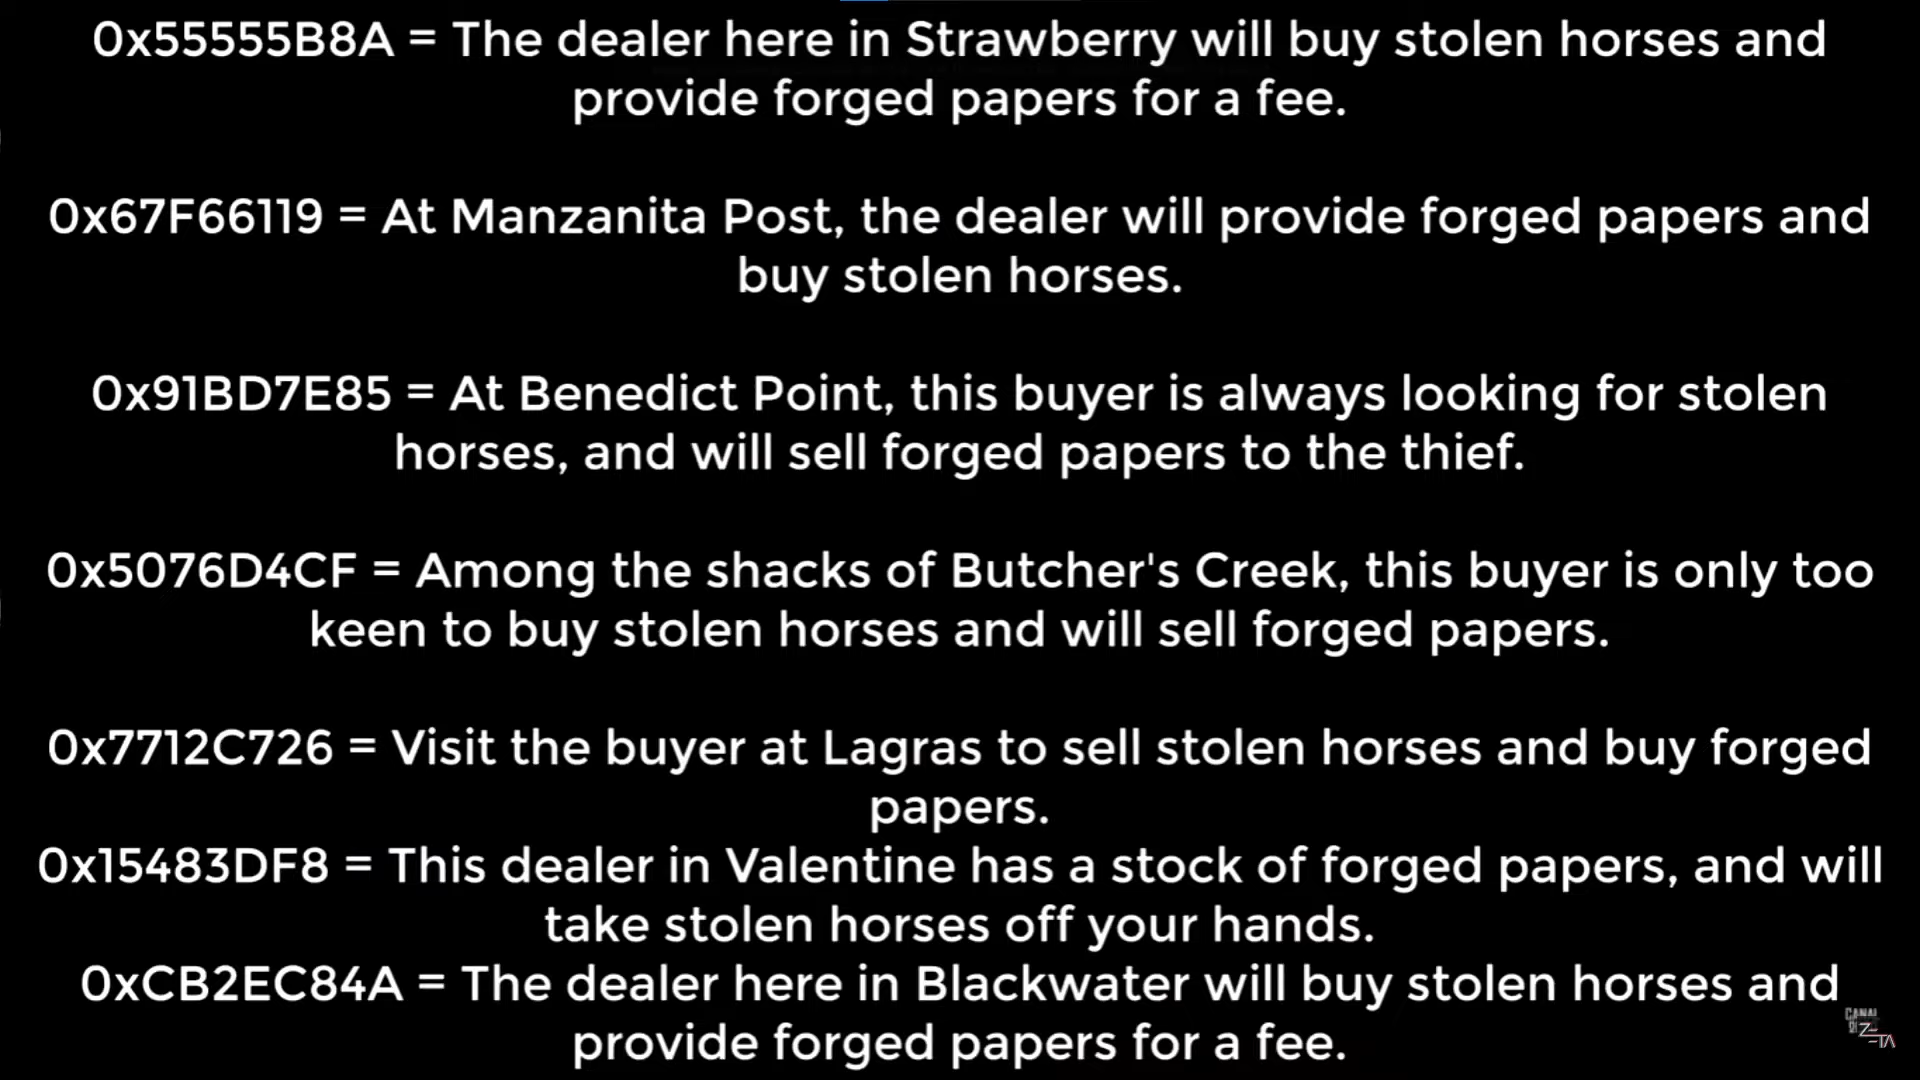 0x55555B8A = The dealer here in Strawberry will buy stolen horses and
provide forged papers for a fee.
0x67F66119 = At Manzanita Post, the dealer will provide forged papers and
buy stolen horses.
0x91BD7E85 = At Benedict Point, this buyer is always looking for stolen
horses, and will sell forged papers to the thief.
0x5076D4CF = Among the shacks of Butcher's Creek, this buyer is only too
keen to buy stolen horses and will sell forged papers.
0x7712C726 = Visit the buyer at Lagras to sell stolen horses and buy forged
papers.
0x15483DF8 = This dealer in Valentine has a stock of forged papers, and will
take stolen horses off your hands.
0xCB2EC84A = The dealer here in Blackwater will buy stolen horses and
provide forged papers for a fee.
CANAL